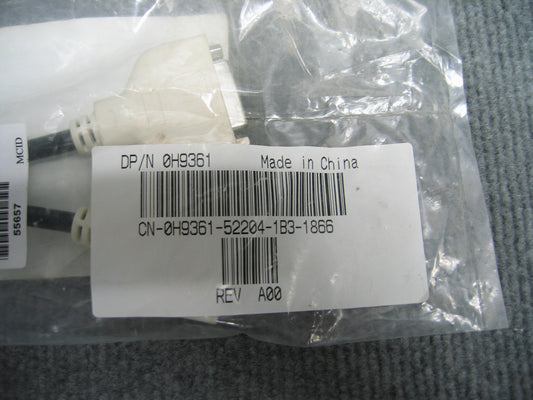 DP/N 0H9361 Made in China
CN-0H9361-52204-1B3-1866
REV A00
MCID
55657